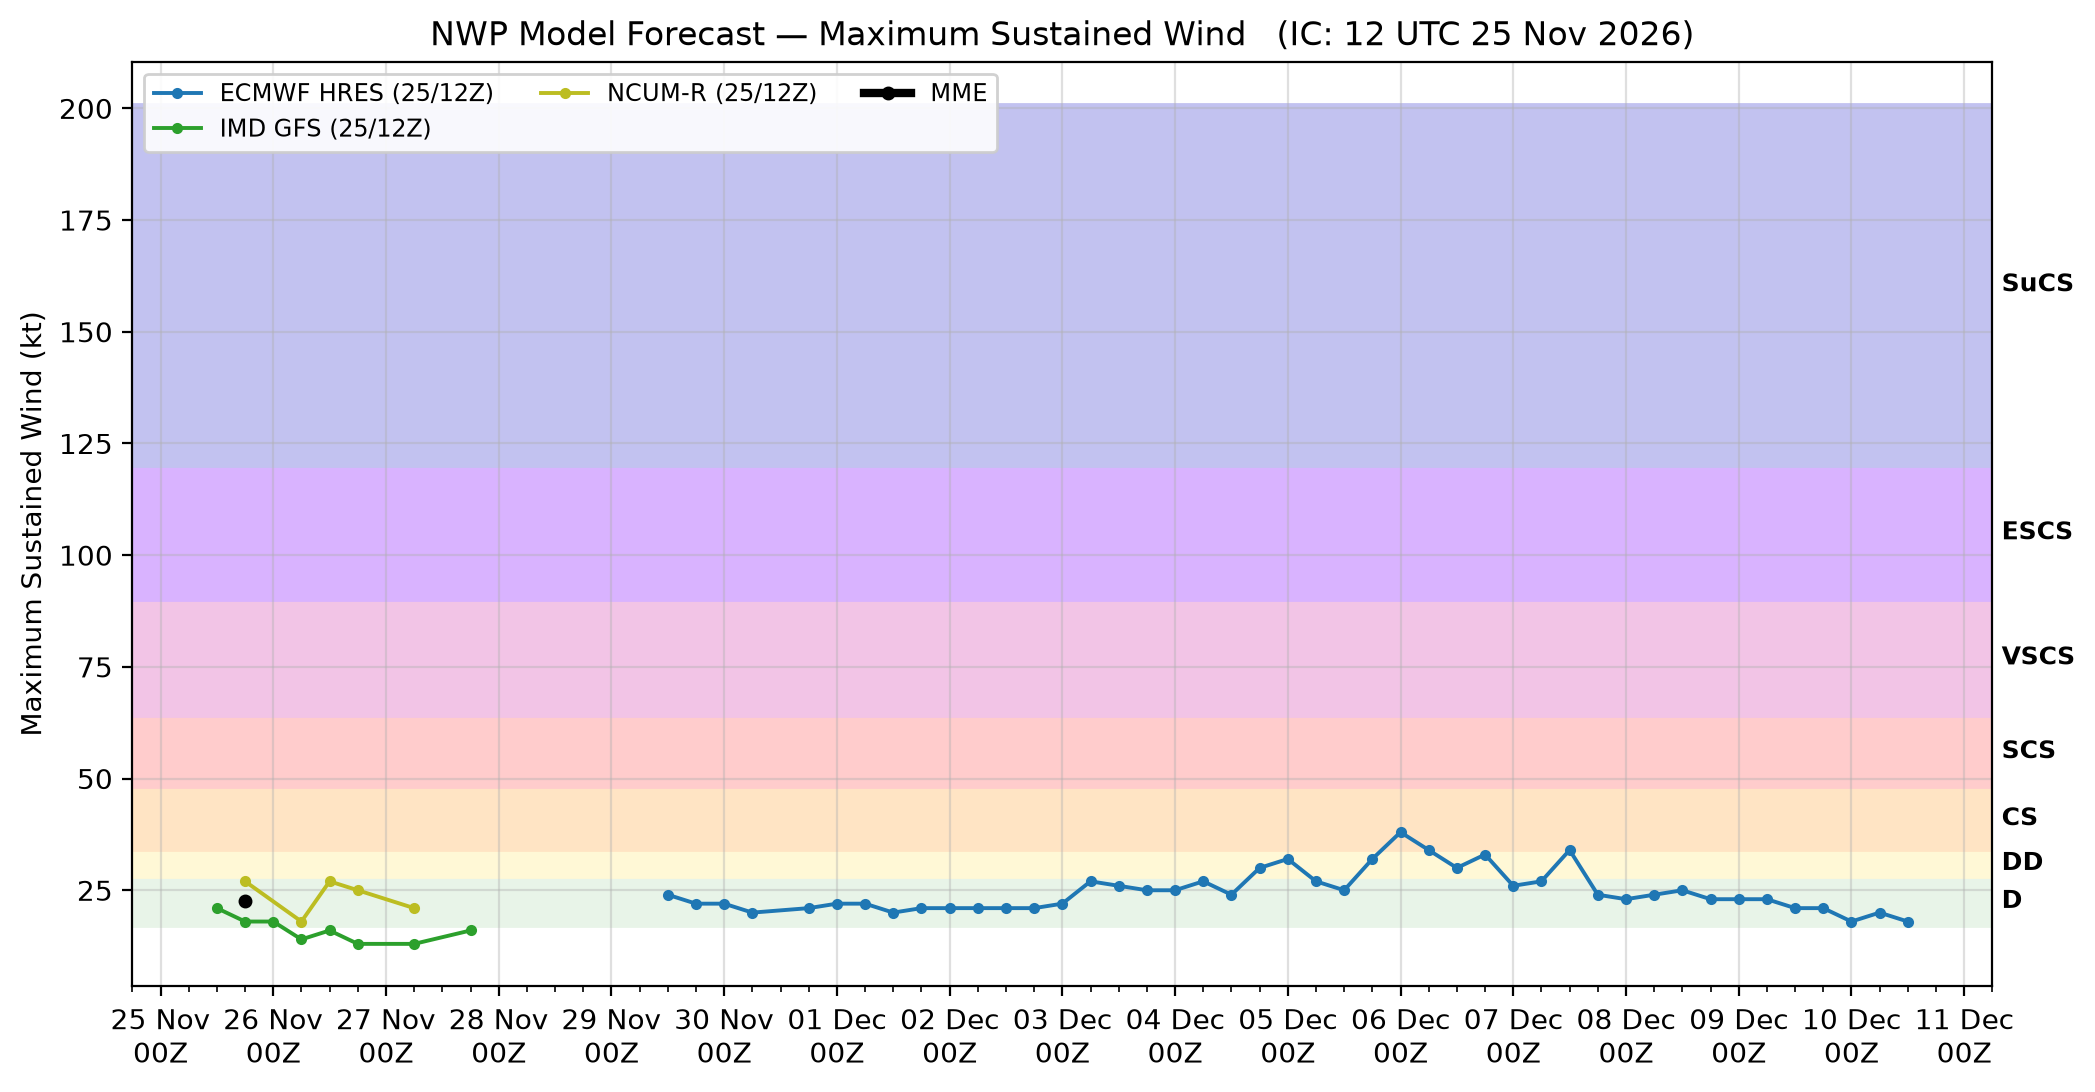 NWP Model Forecast — Maximum Sustained Wind (IC: 12 UTC 25 Nov 2026)
ECMWF HRES (25/12Z)
IMD GFS (25/12Z)
NCUM-R (25/12Z)
MME
Maximum Sustained Wind (kt)
200
175
150
125
100
75
50
25
SuCS
ESCS
VSCS
SCS
CS
DD
D
25 Nov 26 Nov 27 Nov 28 Nov 29 Nov 30 Nov 01 Dec 02 Dec 03 Dec 04 Dec 05 Dec 06 Dec 07 Dec 08 Dec 09 Dec 10 Dec 11 Dec
00Z 00Z 00Z 00Z 00Z 00Z 00Z 00Z 00Z 00Z 00Z 00Z 00Z 00Z 00Z 00Z 00Z